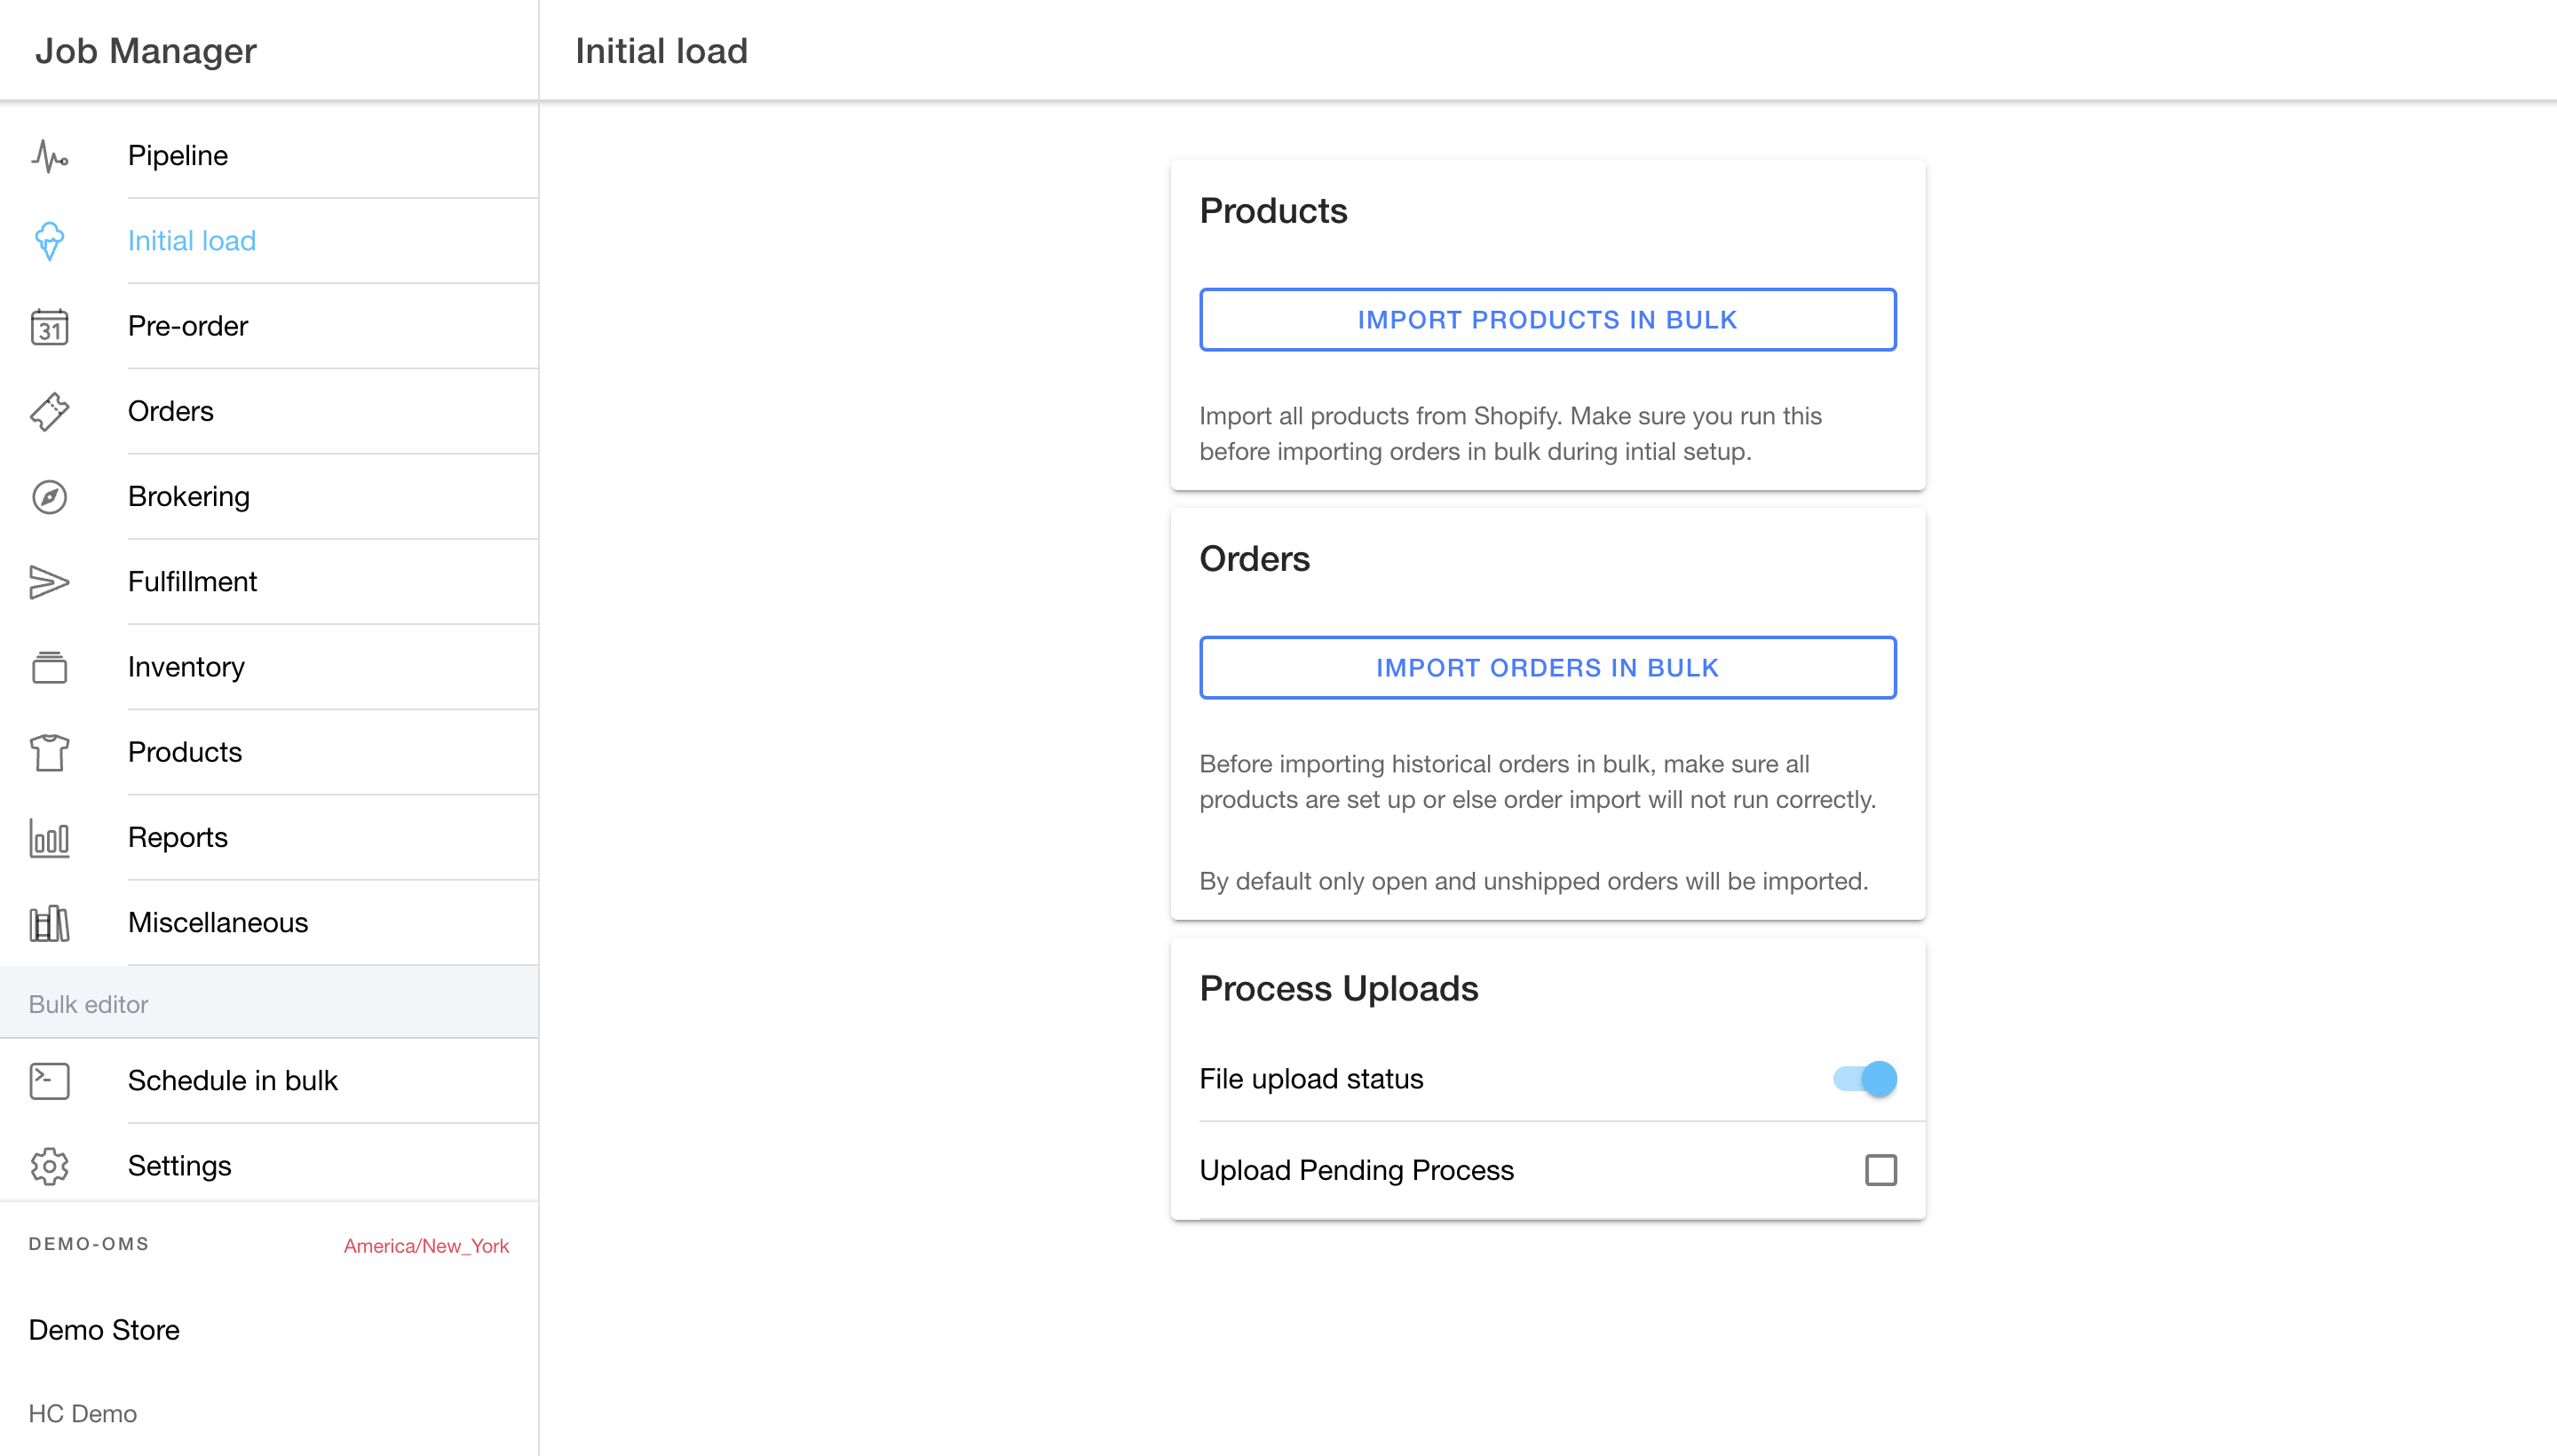 Job Manager
Initial load
Pipeline
Initial load
31
Pre-order
Orders
Brokering
Fulfillment
Inventory
Products
Reports
Miscellaneous
Bulk editor
Schedule in bulk
Settings
DEMO-OMS America/New_York
Demo Store
HC Demo
Products
IMPORT PRODUCTS IN BULK
Import all products from Shopify. Make sure you run this
before importing orders in bulk during intial setup.
Orders
IMPORT ORDERS IN BULK
Before importing historical orders in bulk, make sure all
products are set up or else order import will not run correctly.
By default only open and unshipped orders will be imported.
Process Uploads
File upload status
Upload Pending Process